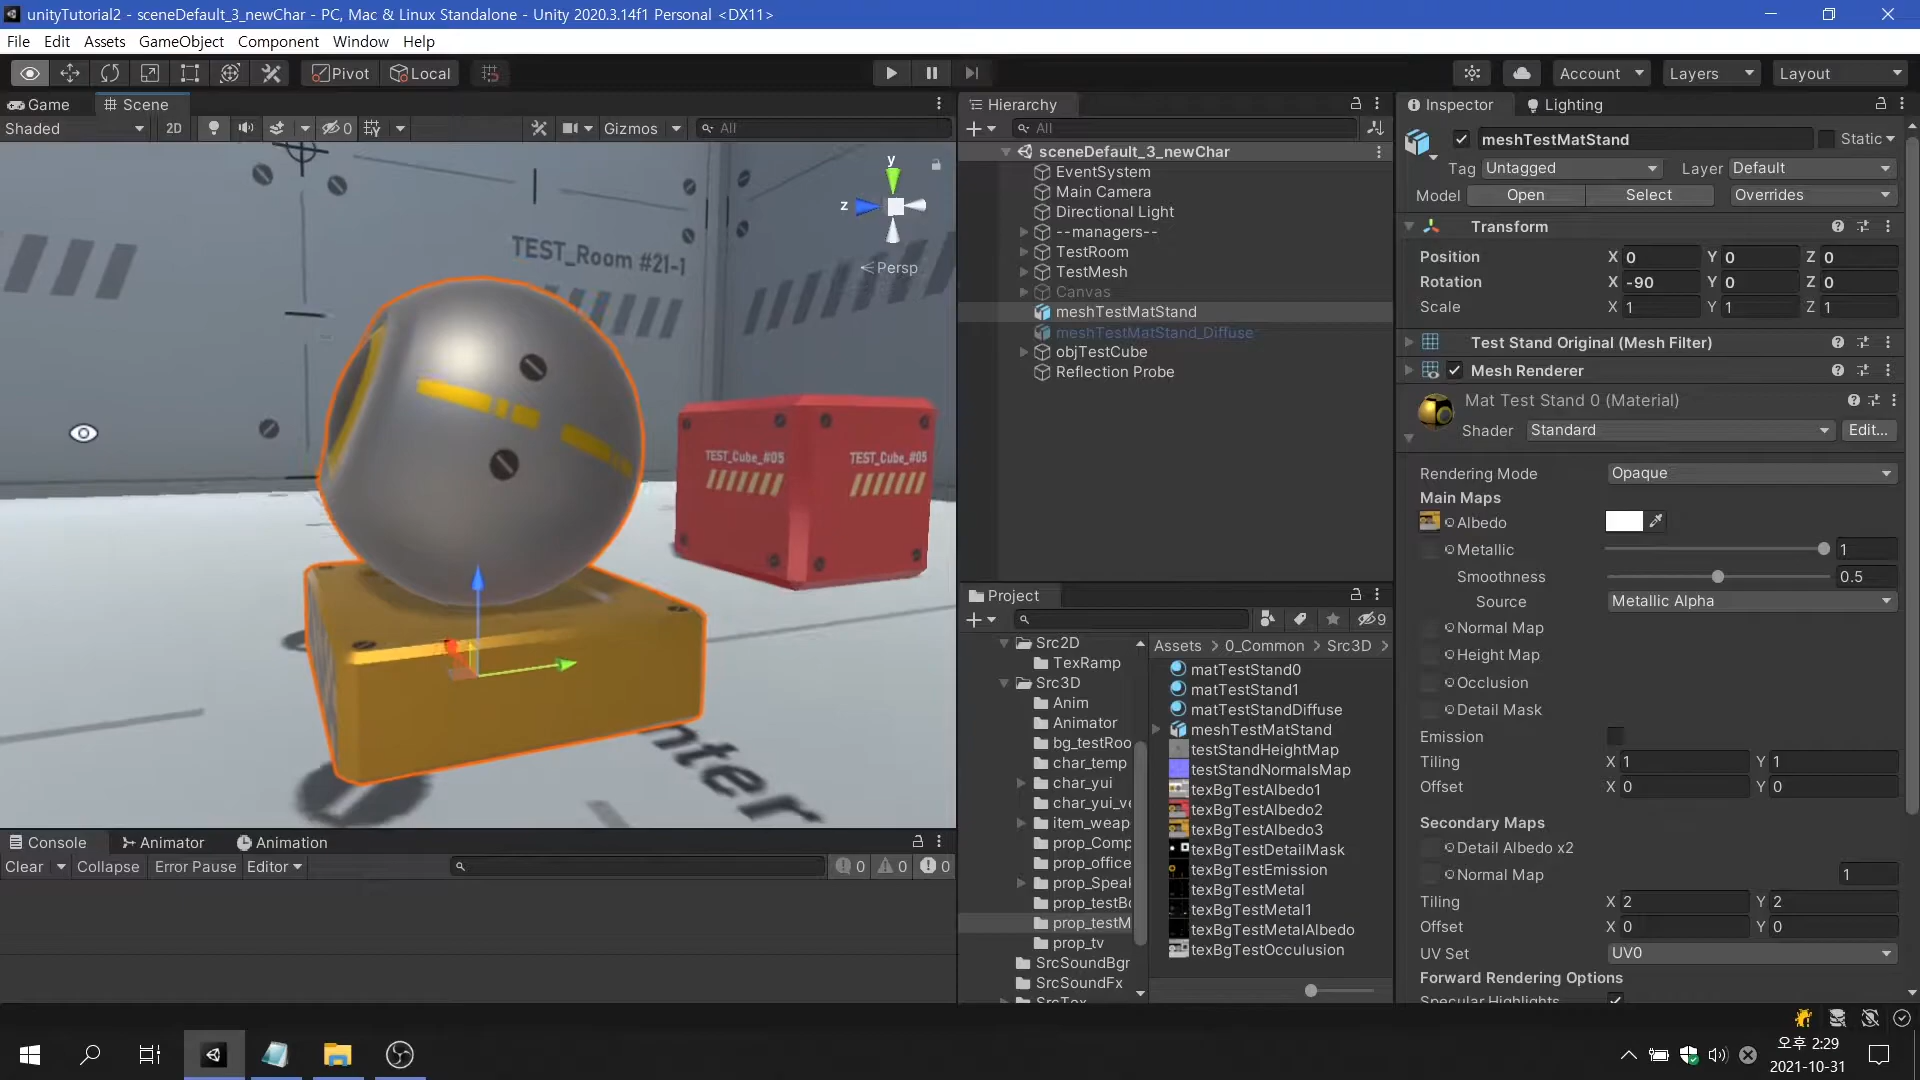 unityTutorial2 - sceneDefault_3_newChar - PC, Mac & Linux Standalone - Unity 2020.3.14f1 Personal <DX11>
File Edit Assets GameObject Component Window Help
Pivot Local Account Layers Layout
Game Scene
Shaded 2D 0 Gizmos All
y
z
Persp
TEST_Room #21-1
TEST_Cube_#05 TEST_Cube_#05
Console Animator Animation
Clear Collapse Error Pause Editor 0 0 0
Hierarchy
All
sceneDefault_3_newChar
EventSystem
Main Camera
Directional Light
--managers--
TestRoom
TestMesh
Canvas
meshTestMatStand
meshTestMatStand_Diffuse
objTestCube
Reflection Probe
Project
9
Src2D
TexRamp
Src3D
Anim
Animator
bg_testRoo
char_temp
char_yui
char_yui_ve
item_weap
prop_Comp
prop_office
prop_Speak
prop_testBo
prop_testM
prop_tv
SrcSoundBgr
SrcSoundFx
SrcTex
Assets > 0_Common > Src3D >
matTestStand0
matTestStand1
matTestStandDiffuse
meshTestMatStand
testStandHeightMap
testStandNormalsMap
texBgTestAlbedo1
texBgTestAlbedo2
texBgTestAlbedo3
texBgTestDetailMask
texBgTestEmission
texBgTestMetal
texBgTestMetal1
texBgTestMetalAlbedo
texBgTestOcculusion
Inspector Lighting
meshTestMatStand Static
Tag Untagged Layer Default
Model Open Select Overrides
Transform
Position X 0 Y 0 Z 0
Rotation X -90 Y 0 Z 0
Scale X 1 Y 1 Z 1
Test Stand Original (Mesh Filter)
Mesh Renderer
Mat Test Stand 0 (Material)
Shader Standard Edit...
Rendering Mode Opaque
Main Maps
Albedo
Metallic 1
Smoothness 0.5
Source Metallic Alpha
Normal Map
Height Map
Occlusion
Detail Mask
Emission
Tiling X 1 Y 1
Offset X 0 Y 0
Secondary Maps
Detail Albedo x2
Normal Map 1
Tiling X 2 Y 2
Offset X 0 Y 0
UV Set UV0
Forward Rendering Options
Specular Highlights
오후 2:29
2021-10-31